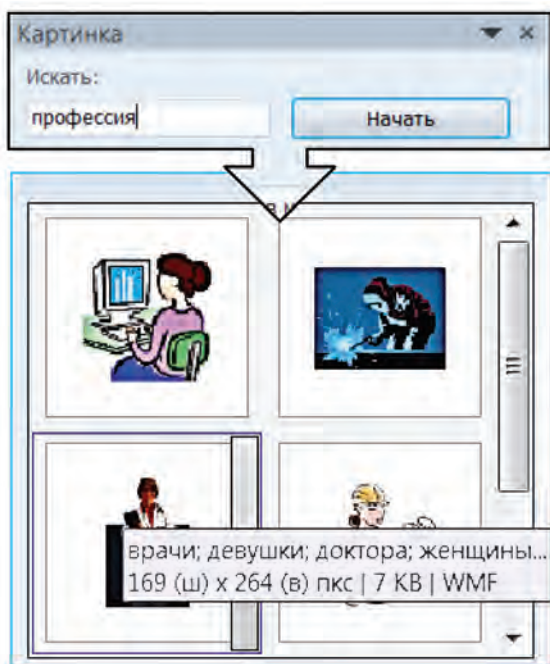 Картинка
Искать:
профессия
Начать
врачи; девушки; доктора; женщины...
169 (ш) x 264 (в) пкс | 7 KB | WMF